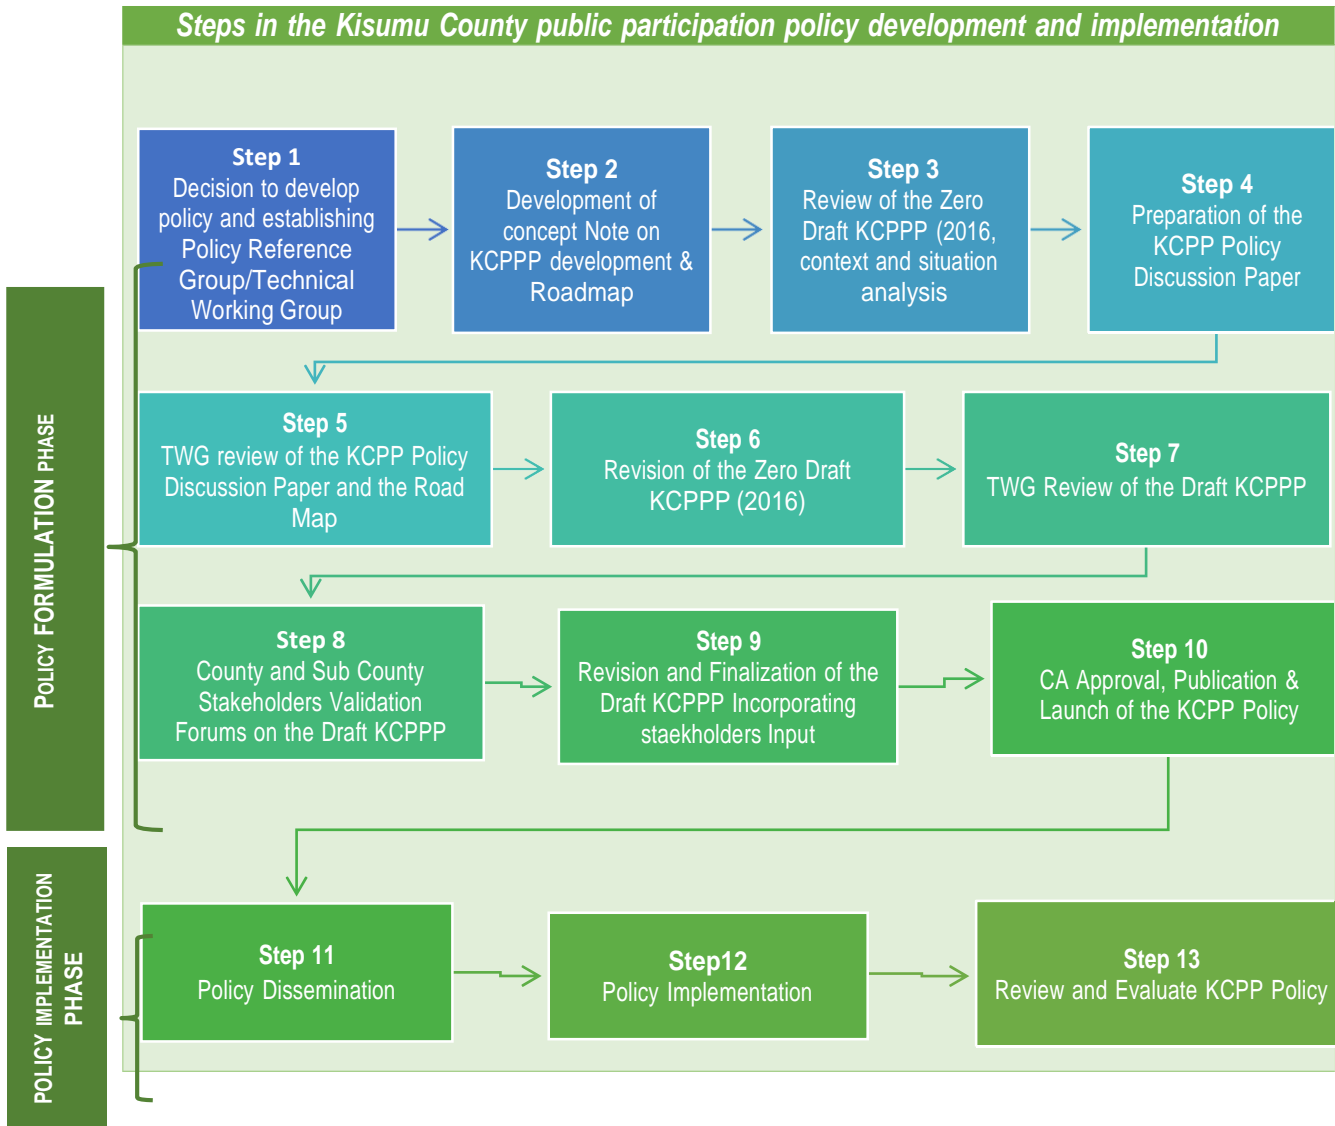 Steps in the Kisumu County public participation policy development and implementation
Step 1
Decision to develop
policy and establishing
Policy Reference
Group/Technical
Working Group
Step 2
Development of
concept Note on
KCPPP development &
Roadmap
Step 3
Review of the Zero
Draft KCPPP (2016,
context and situation
analysis
Step 4
Preparation of the
KCPP Policy
Discussion Paper
POLICY FORMULATION PHASE
Step 5
TWG review of the KCPP Policy
Discussion Paper and the Road
Map
Step 6
Revision of the Zero Draft
KCPPP (2016)
Step 7
TWG Review of the Draft KCPPP
Step 8
County and Sub County
Stakeholders Validation
Forums on the Draft KCPPP
Step 9
Revision and Finalization of the
Draft KCPPP Incorporating
staekholders Input
Step 10
CA Approval, Publication &
Launch of the KCPP Policy
POLICY IMPLEMENTATION
PHASE
Step 11
Policy Dissemination
Step12
Policy Implementation
Step 13
Review and Evaluate KCPP Policy